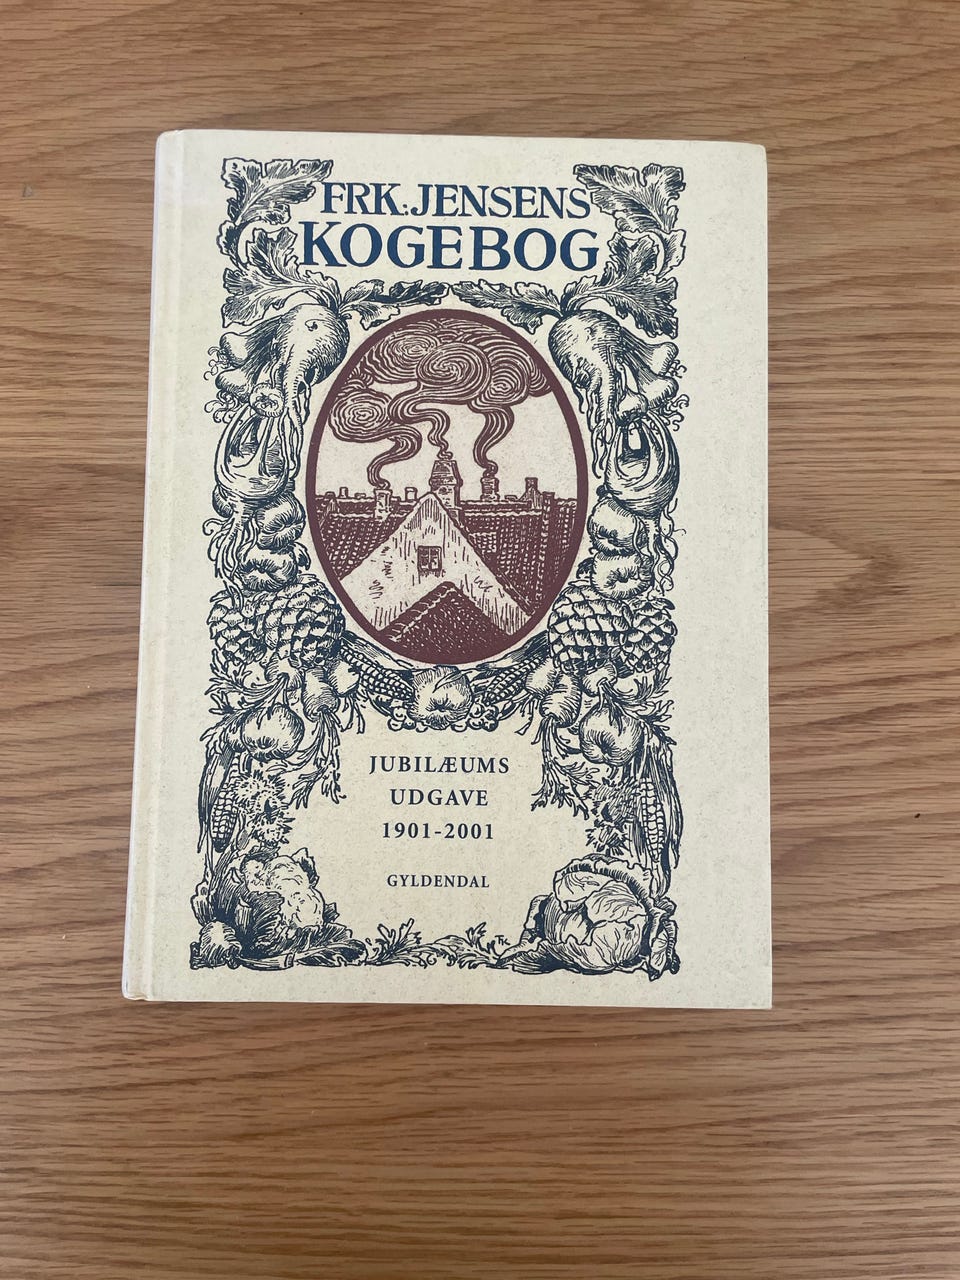 FRK: JENSENS
KOGEBOG
JUBILÆUMS
UDGAVE
1901-2001
GYLDENDAL